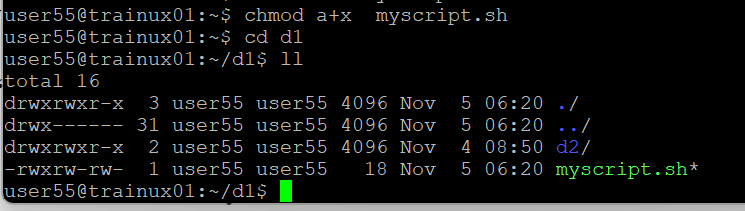 user55@trainux01:~$ chmod a+x  myscript.sh
user55@trainux01:~$ cd d1
user55@trainux01:~/d1$ ll
total 16
drwxrwxr-x  3 user55 user55 4096 Nov  5 06:20 ./
drwx------ 31 user55 user55 4096 Nov  5 06:20 ../
drwxrwxr-x  2 user55 user55 4096 Nov  4 08:50 d2/
-rwxrw-rw-  1 user55 user55   18 Nov  5 06:20 myscript.sh*
user55@trainux01:~/d1$